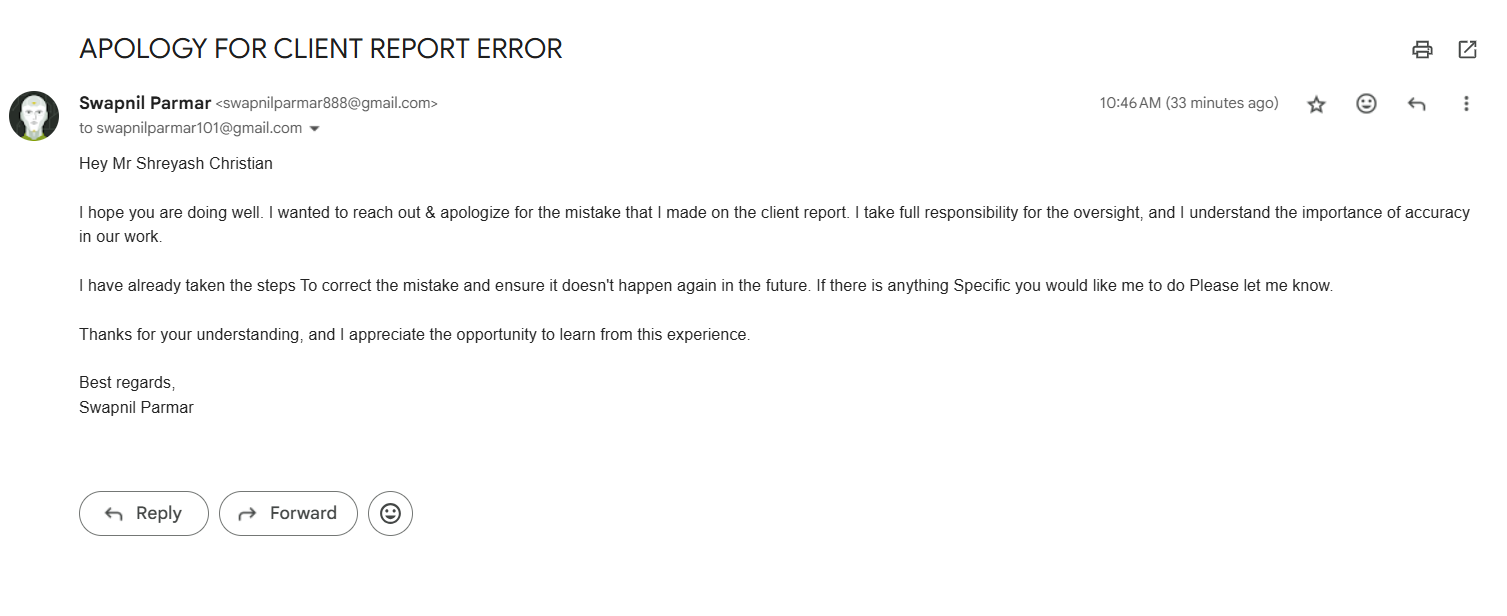 APOLOGY FOR CLIENT REPORT ERROR
Swapnil Parmar <swapnilparmar888@gmail.com>
10:46 AM (33 minutes ago)
to swapnilparmar101@gmail.com
Hey Mr Shreyash Christian
I hope you are doing well. I wanted to reach out & apologize for the mistake that I made on the client report. I take full responsibility for the oversight, and I understand the importance of accuracy
in our work.
I have already taken the steps To correct the mistake and ensure it doesn't happen again in the future. If there is anything Specific you would like me to do Please let me know.
Thanks for your understanding, and I appreciate the opportunity to learn from this experience.
Best regards,
Swapnil Parmar
Reply
Forward